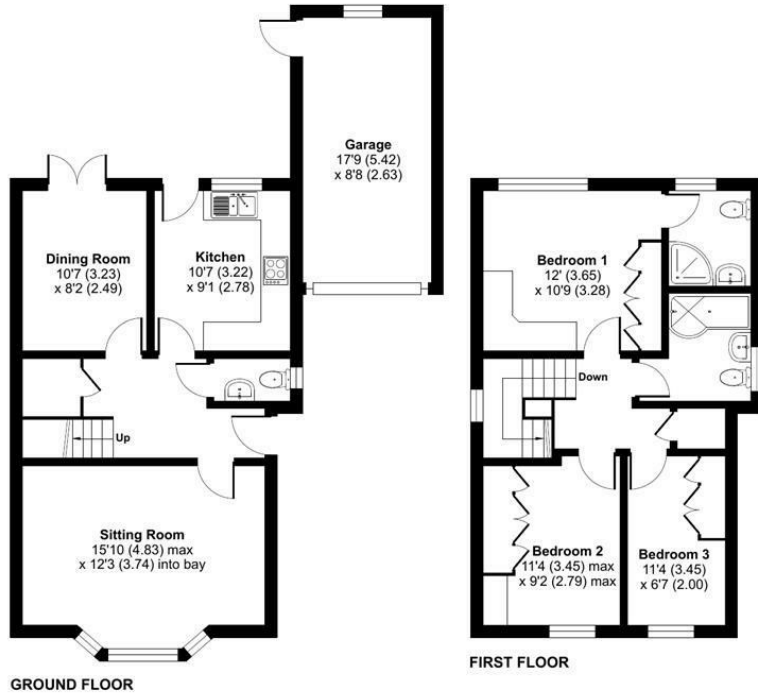 Garage
17'9 (5.42)
x 8'8 (2.63)
Dining Room
10'7 (3.23)
x 8'2 (2.49)
Kitchen
10'7 (3.22)
x 9'1 (2.78)
Up
Sitting Room
15'10 (4.83) max
x 12'3 (3.74) into bay
GROUND FLOOR
Bedroom 1
12' (3.65)
x 10'9 (3.28)
Down
Bedroom 2
11'4 (3.45) max
x 9'2 (2.79) max
Bedroom 3
11'4 (3.45)
x 6'7 (2.00)
FIRST FLOOR